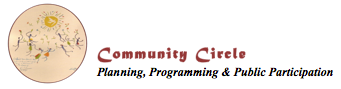 Community Circle
Planning, Programming & Public Participation